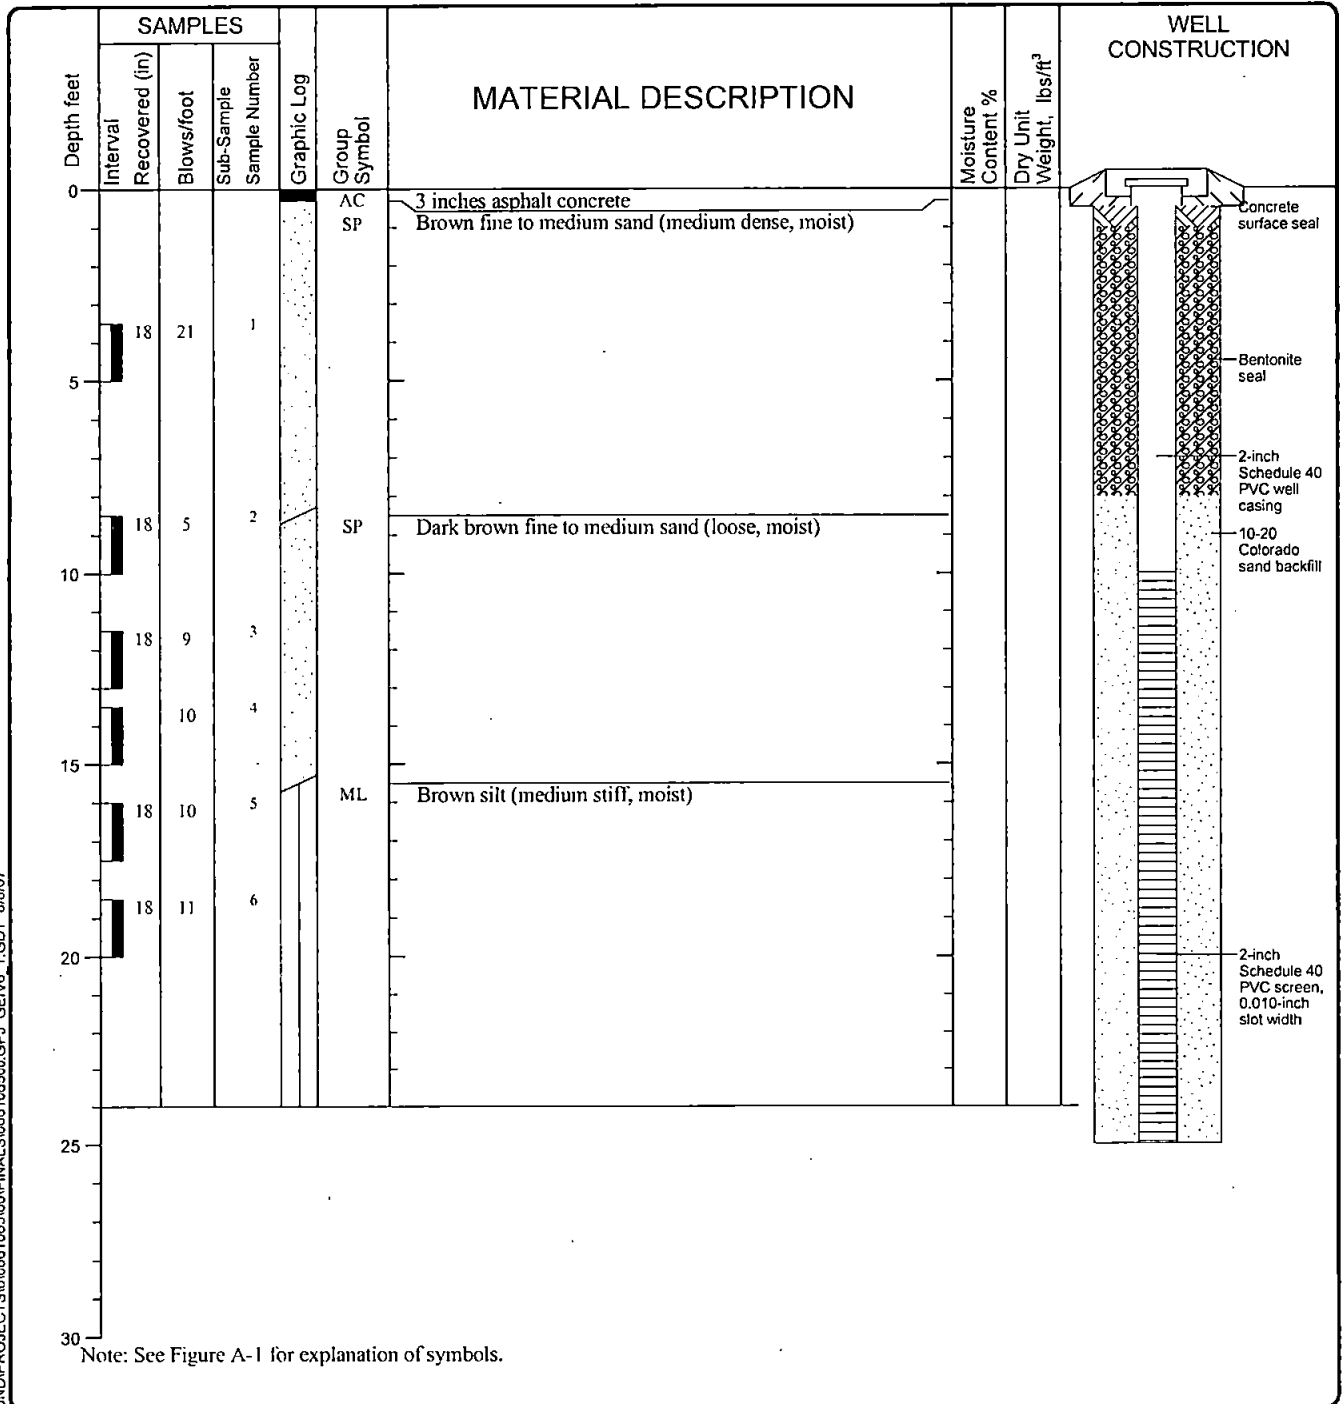 SAMPLES
WELL
CONSTRUCTION
Depth feet
Interval
Recovered (in)
Blows/foot
Sub-Sample
Sample Number
Graphic Log
Group
Symbol
MATERIAL DESCRIPTION
Moisture
Content %
Dry Unit
Weight, lbs/ft³
0
AC 3 inches asphalt concrete
SP Brown fine to medium sand (medium dense, moist)
Concrete
surface seal
18 21 1
5
Bentonite
seal
2-inch
Schedule 40
PVC well
casing
18 5 2 SP Dark brown fine to medium sand (loose, moist)
10-20
Colorado
sand backfill
10
18 9 3
10 4
15
ML Brown silt (medium stiff, moist)
18 10 5
18 11 6
20
2-inch
Schedule 40
PVC screen,
0.010-inch
slot width
25
30
Note: See Figure A-1 for explanation of symbols.